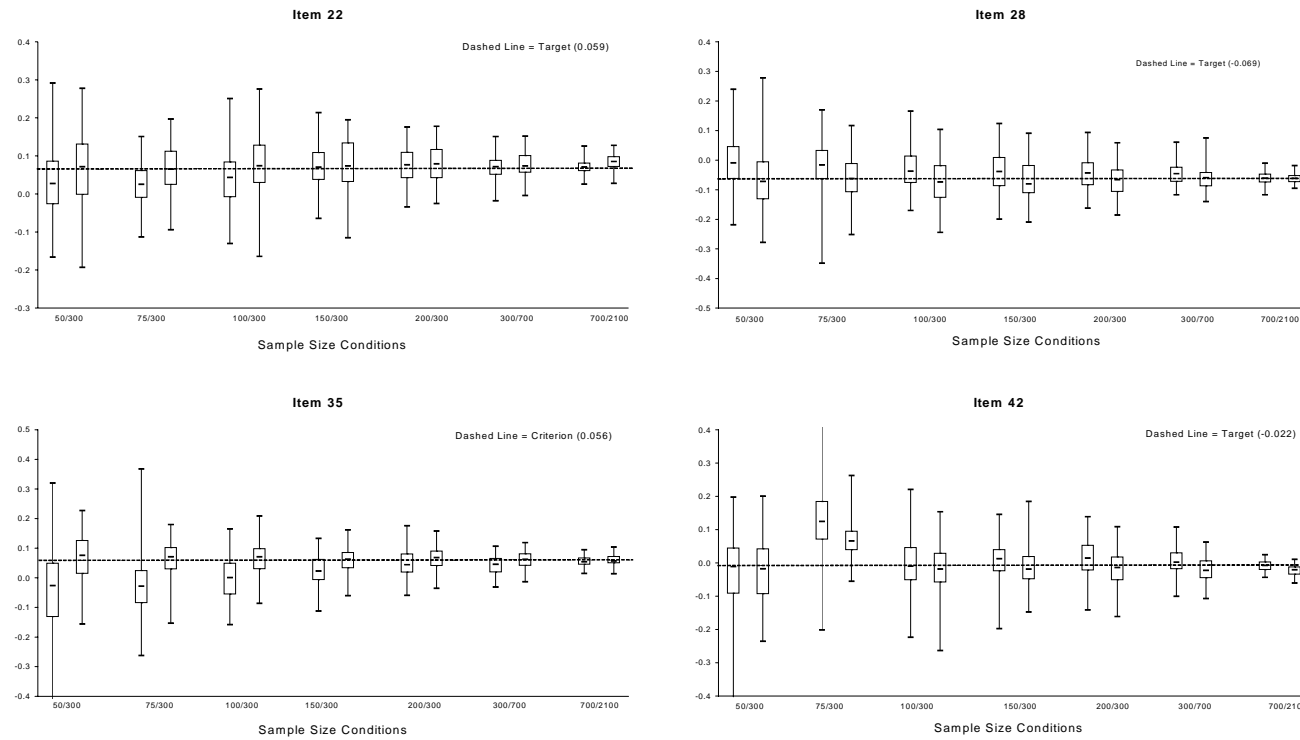 Item 22
Dashed Line = Target (0.059)
0.4
0.3
0.2
0.1
0.0
-0.1
-0.2
-0.3
50/300 75/300 100/300 150/300 200/300 300/700 700/2100
Sample Size Conditions
Item 28
Dashed Line = Target (-0.069)
0.4
0.3
0.2
0.1
0.0
-0.1
-0.2
-0.3
-0.4
-0.5
50/300 75/300 100/300 150/300 200/300 300/700 700/2100
Sample Size Conditions
Item 35
Dashed Line = Criterion (0.056)
0.5
0.4
0.3
0.2
0.1
0.0
-0.1
-0.2
-0.3
-0.4
50/300 75/300 100/300 150/300 200/300 300/700 700/2100
Sample Size Conditions
Item 42
Dashed Line = Target (-0.022)
0.4
0.3
0.2
0.1
0.0
-0.1
-0.2
-0.3
-0.4
50/300 75/300 100/300 150/300 200/300 300/700 700/210
Sample Size Conditions